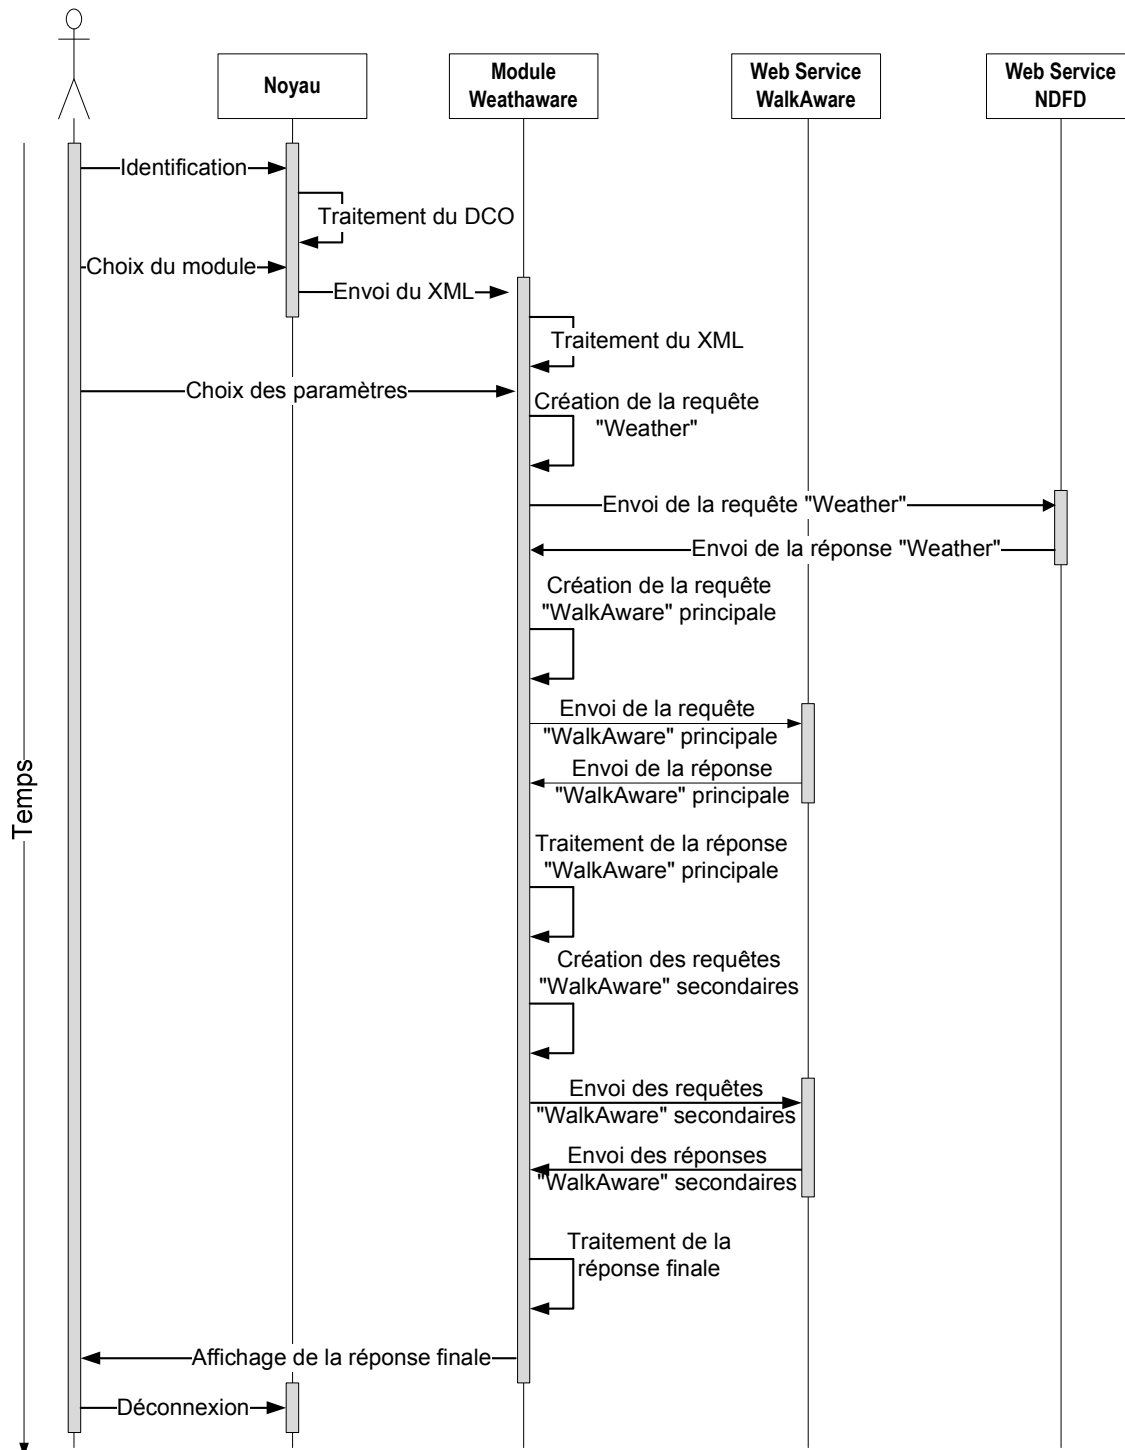 Noyau
Module
Weathaware
Web Service
WalkAware
Web Service
NDFD
Identification
Traitement du DCO
Choix du module
Envoi du XML
Traitement du XML
Choix des paramètres
Création de la requête
"Weather"
Envoi de la requête "Weather"
Envoi de la réponse "Weather"
Création de la requête
"WalkAware" principale
Envoi de la requête
"WalkAware" principale
Envoi de la réponse
"WalkAware" principale
Temps
Traitement de la réponse
"WalkAware" principale
Création des requêtes
"WalkAware" secondaires
Envoi des requêtes
"WalkAware" secondaires
Envoi des réponses
"WalkAware" secondaires
Traitement de la
réponse finale
Affichage de la réponse finale
Déconnexion